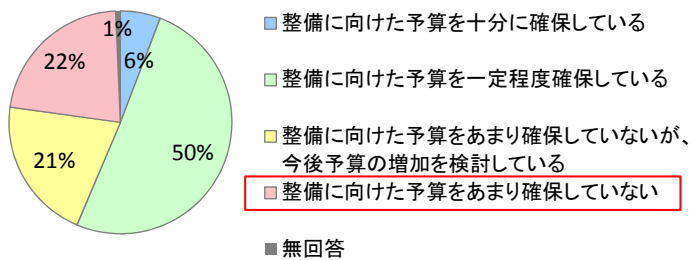 1%
6%
22%
21%
50%
整備に向けた予算を十分に確保している
整備に向けた予算を一定程度確保している
整備に向けた予算をあまり確保していないが、
今後予算の増加を検討している
整備に向けた予算をあまり確保していない
無回答